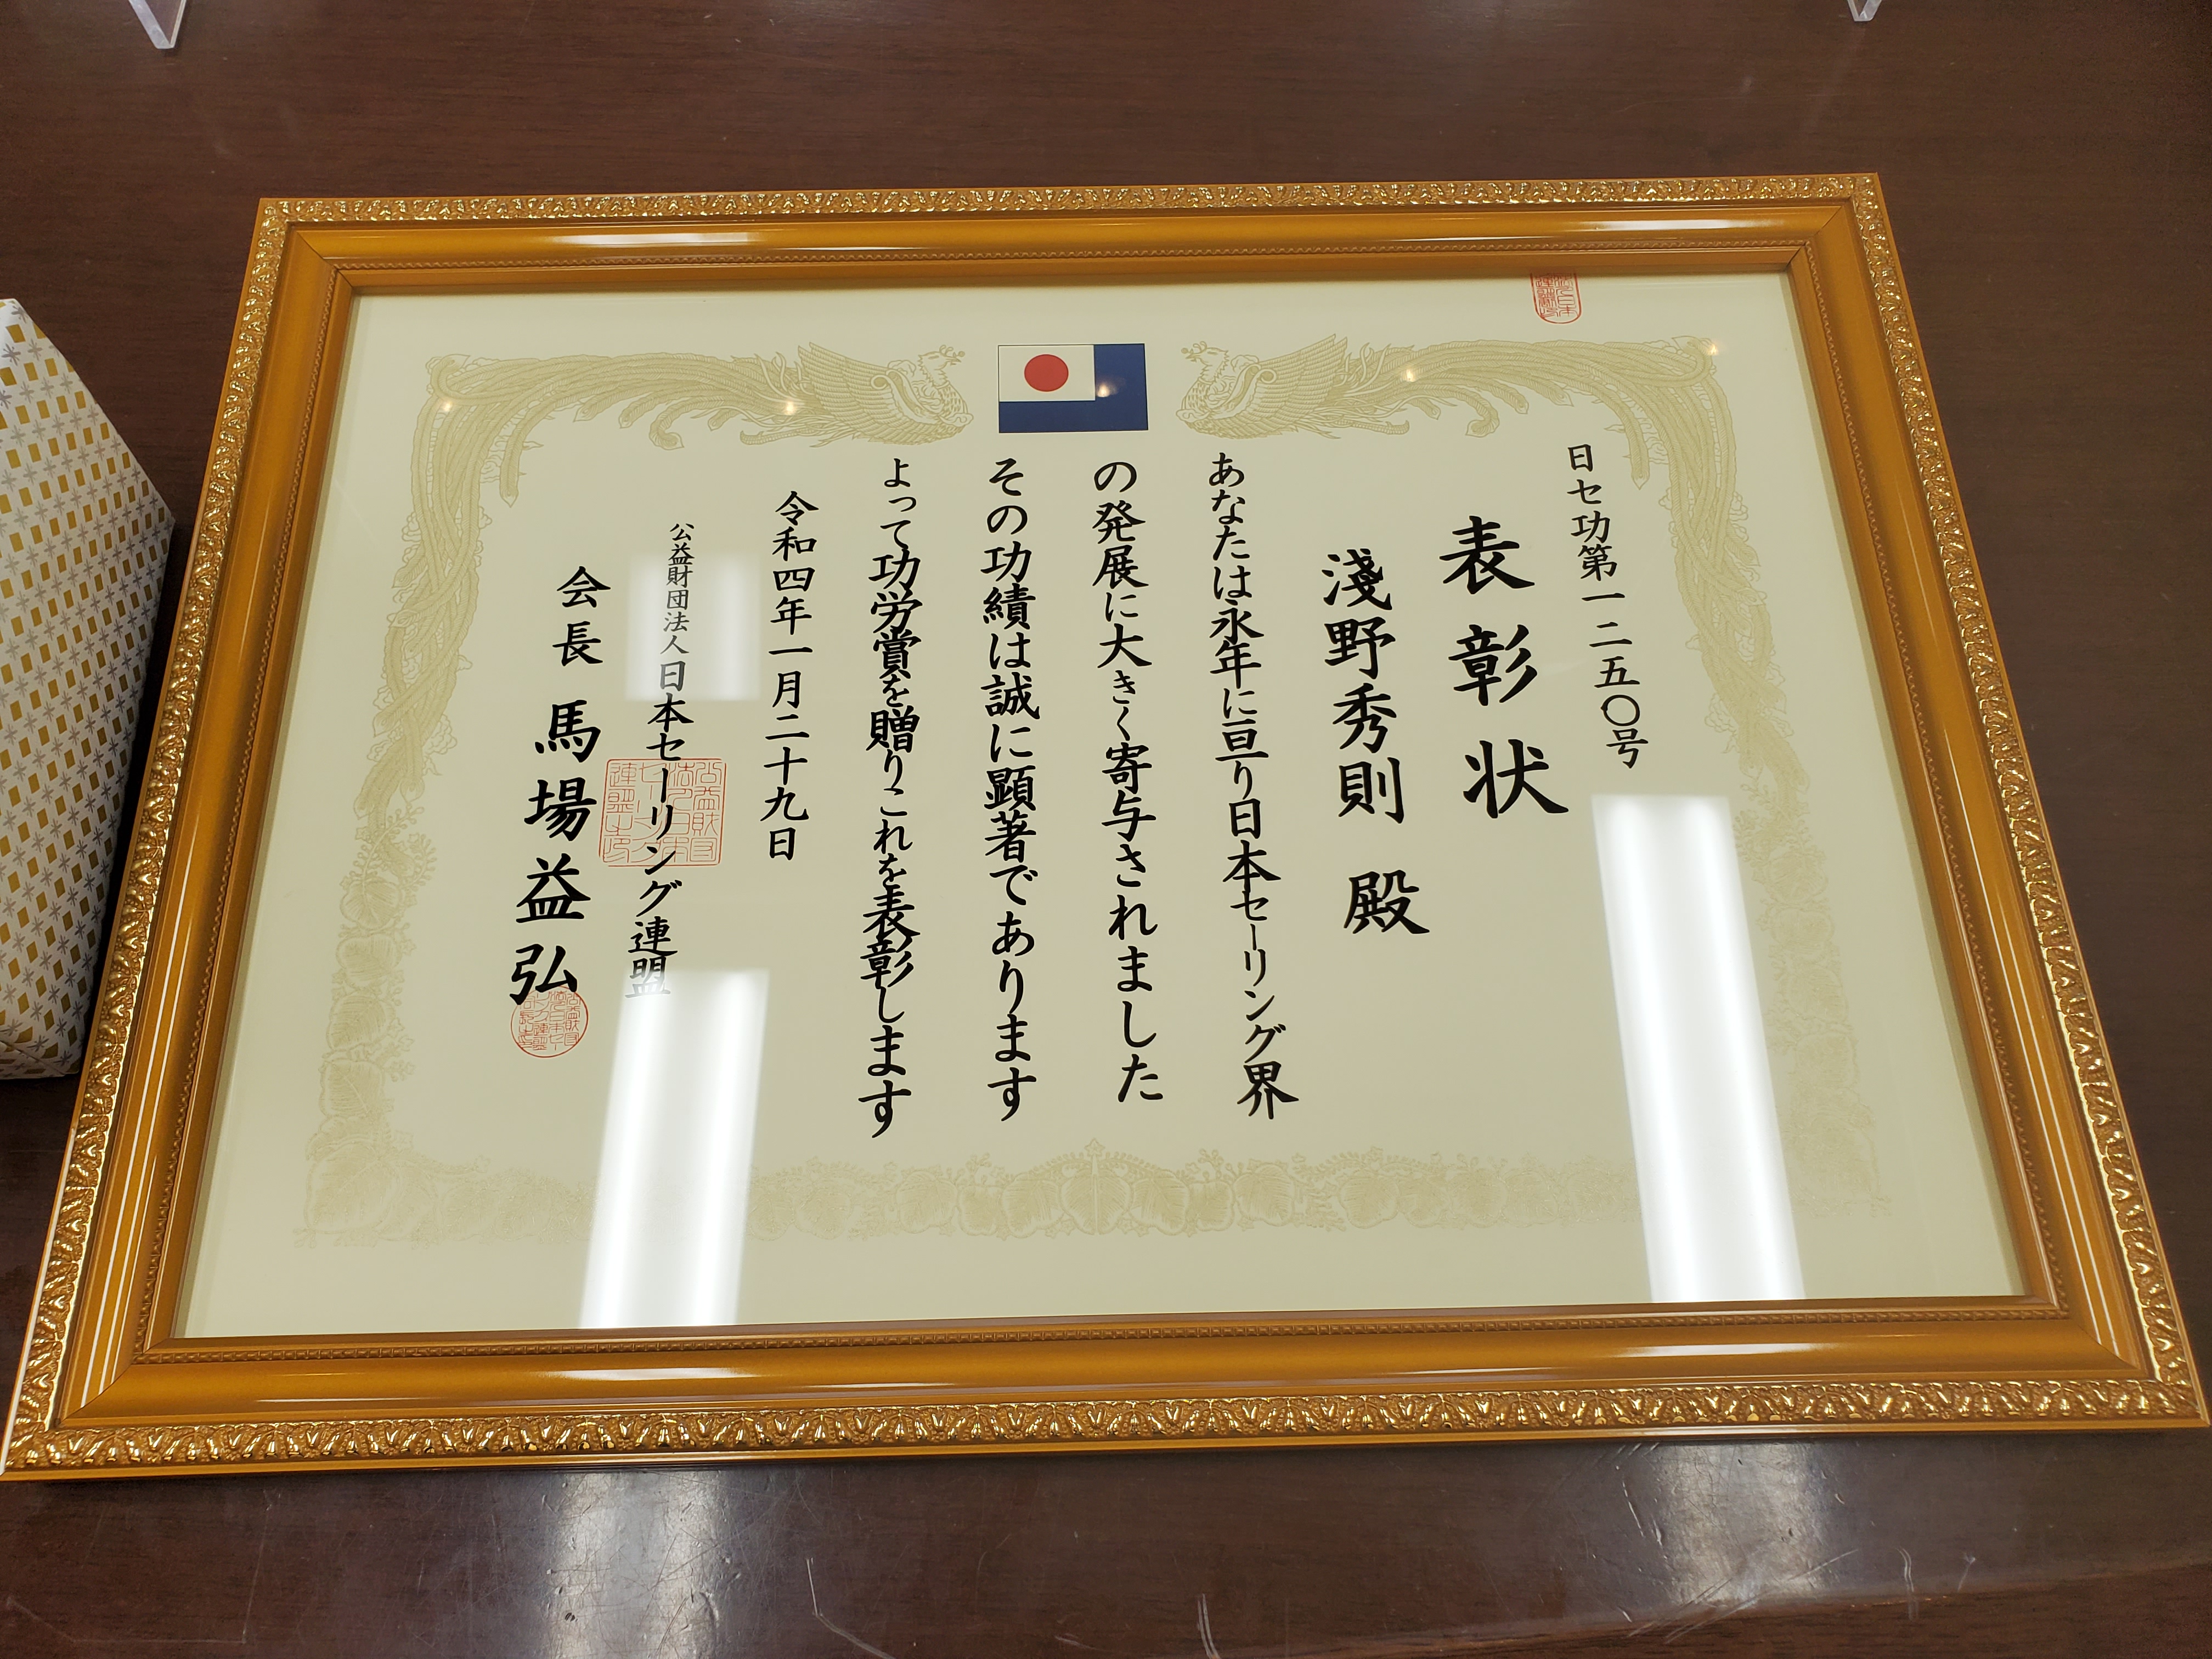 日セ功第一二五〇号
表彰状
淺野秀則 殿
あなたは永年に亘り日本セーリング界
の発展に大きく寄与されました
その功績は誠に顕著であります
よって功労賞を贈りこれを表彰します
令和四年一月二十九日
公益財団法人日本セーリング連盟
会長 馬場益弘